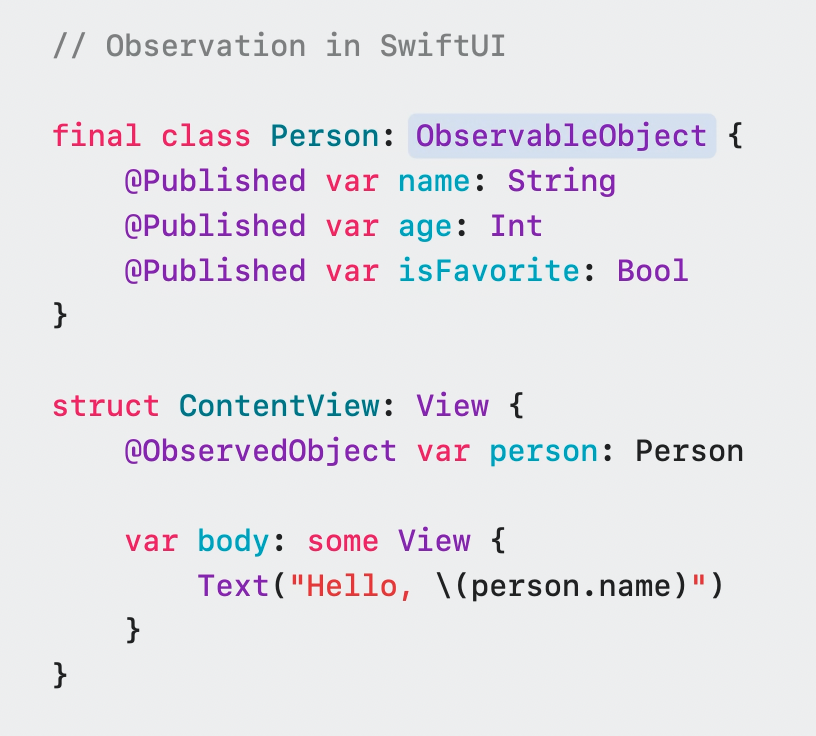 // Observation in SwiftUI
final class Person: ObservableObject {
    @Published var name: String
    @Published var age: Int
    @Published var isFavorite: Bool
}
struct ContentView: View {
    @ObservedObject var person: Person
    var body: some View {
        Text("Hello, \(person.name)")
    }
}